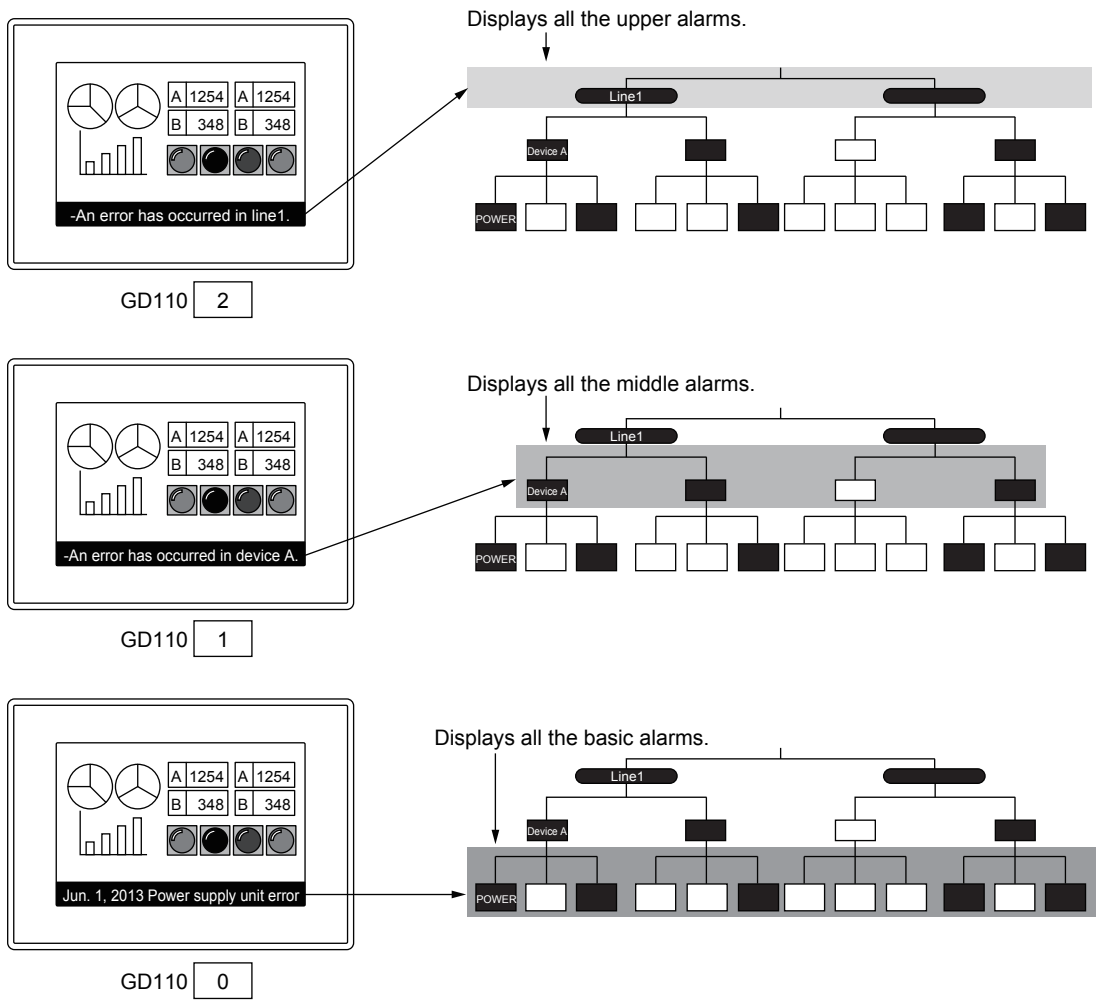 Displays all the upper alarms.
A 1254 A 1254
B 348 B 348
-An error has occurred in line1.
Line1
Device A
POWER
GD110 2
Displays all the middle alarms.
A 1254 A 1254
B 348 B 348
-An error has occurred in device A.
Line1
Device A
POWER
GD110 1
Displays all the basic alarms.
A 1254 A 1254
B 348 B 348
Jun. 1, 2013 Power supply unit error
Line1
Device A
POWER
GD110 0